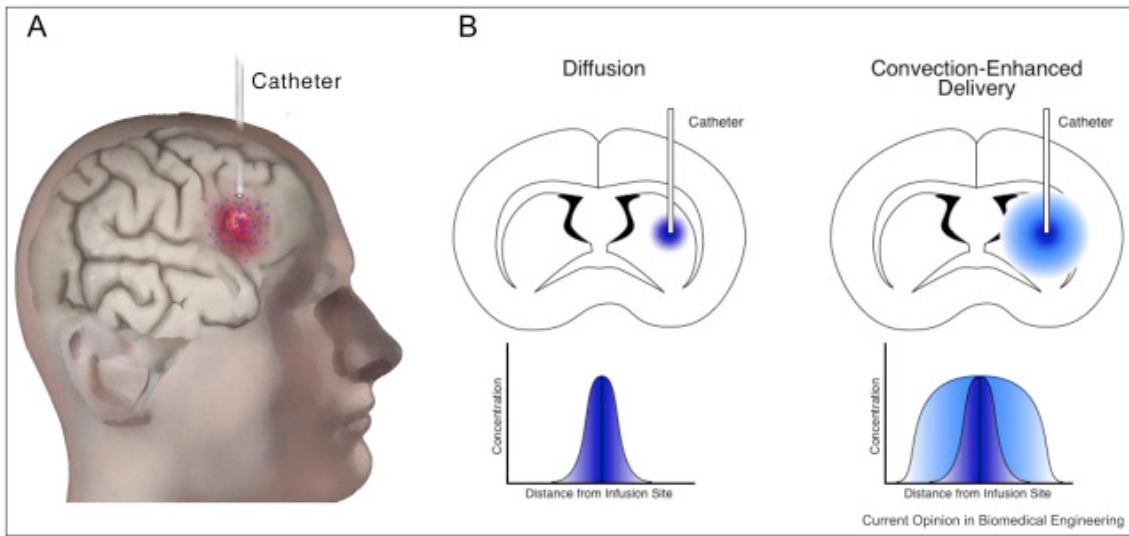 A
Catheter
B
Diffusion
Catheter
Concentration
Distance from Infusion Site
Convection-Enhanced
Delivery
Catheter
Concentration
Distance from Infusion Site
Current Opinion in Biomedical Engineering